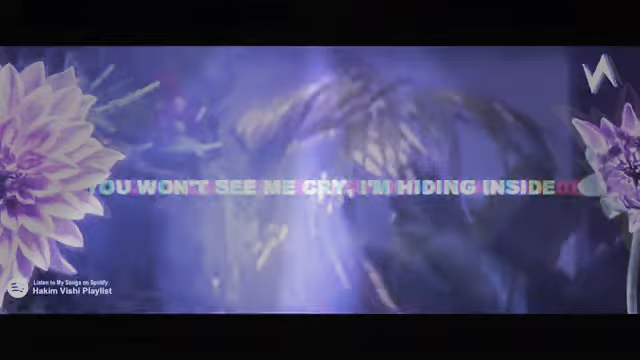 YOU WON'T SEE ME CRY, I'M HIDING INSIDE
Listen to My Songs on Spotify
Hakim Vishi Playlist